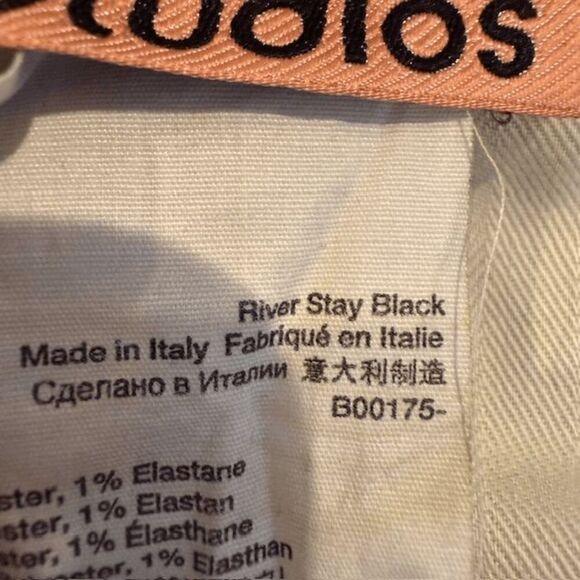 tudios
River Stay Black
Made in Italy Fabriqué en Italie
Сделано в Италии 意大利制造
B00175-
ster, 1% Elastane
ster, 1% Elastan
ster, 1% Élasthanne
ster, 1% Elasthan